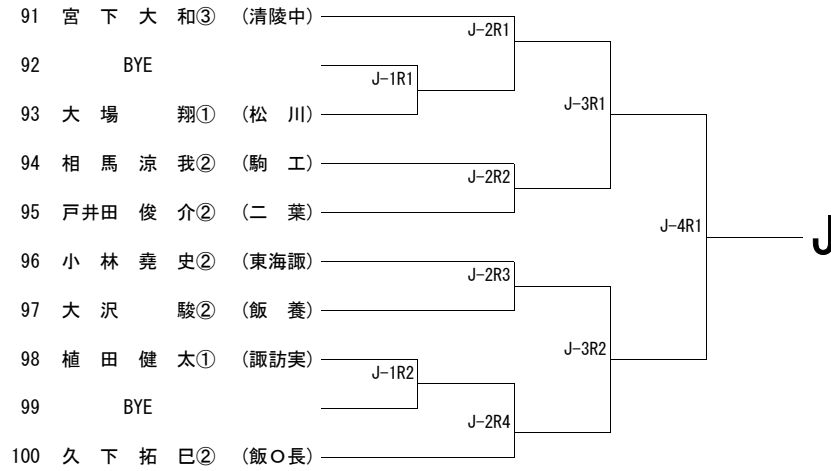 91 宮 下 大 和③ (清陵中)
J-2R1
92 BYE
J-1R1
J-3R1
93 大 場 翔① (松 川)
94 相 馬 涼 我② (駒 工)
J-2R2
95 戸井田 俊 介② (二 葉)
J-4R1
J
96 小 林 堯 史② (東海諏)
J-2R3
97 大 沢 駿② (飯 養)
J-3R2
98 植 田 健 太① (諏訪実)
J-1R2
99 BYE
J-2R4
100 久 下 拓 巳② (飯O長)